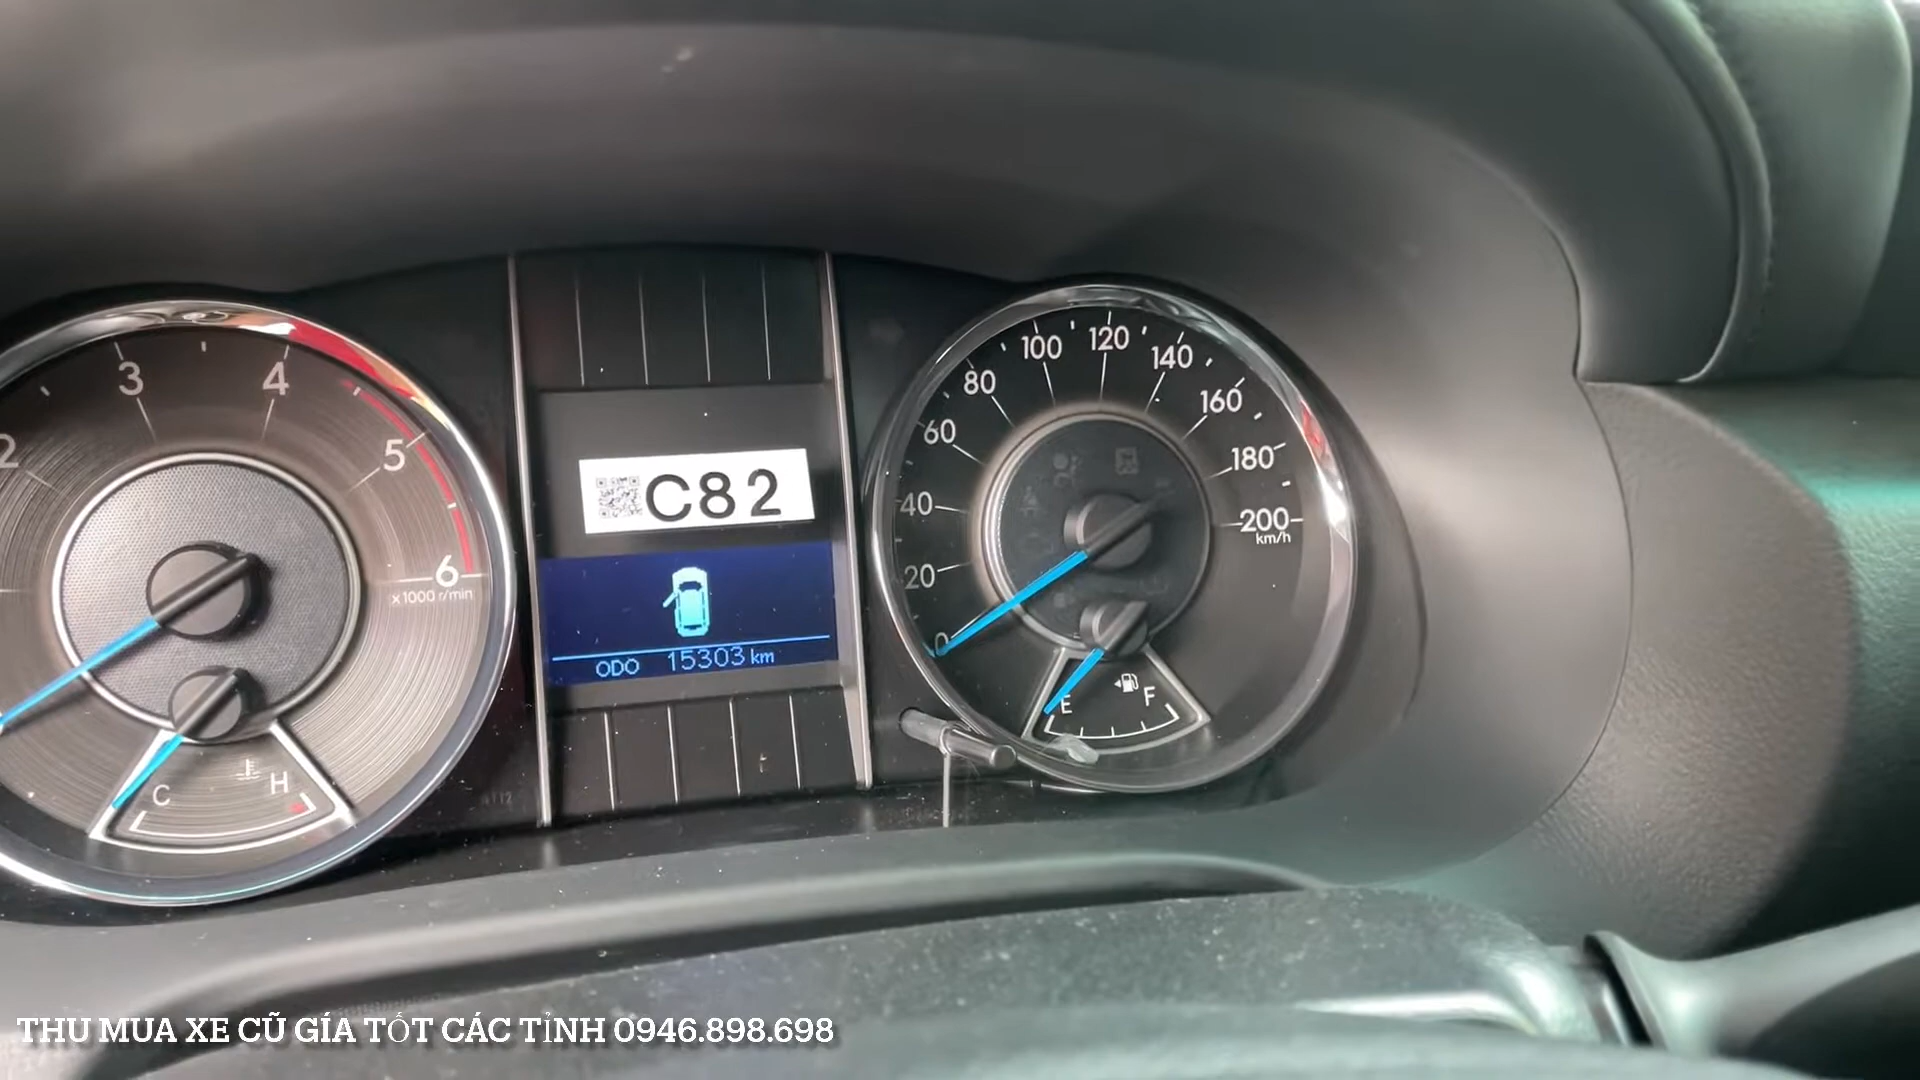 2
3
4
5
6
x1000 r/min
C
H
C82
ODO 15303 km
0
20
40
60
80
100
120
140
160
180
200
km/h
E
F
THU MUA XE CŨ GÍA TỐT CÁC TỈNH 0946.898.698